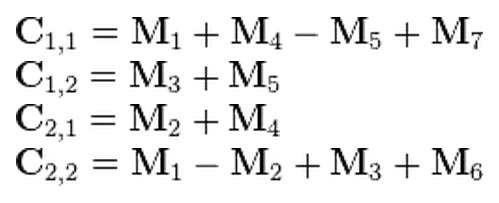 C₁,₁ = M₁ + M₄ − M₅ + M₇
C₁,₂ = M₃ + M₅
C₂,₁ = M₂ + M₄
C₂,₂ = M₁ − M₂ + M₃ + M₆